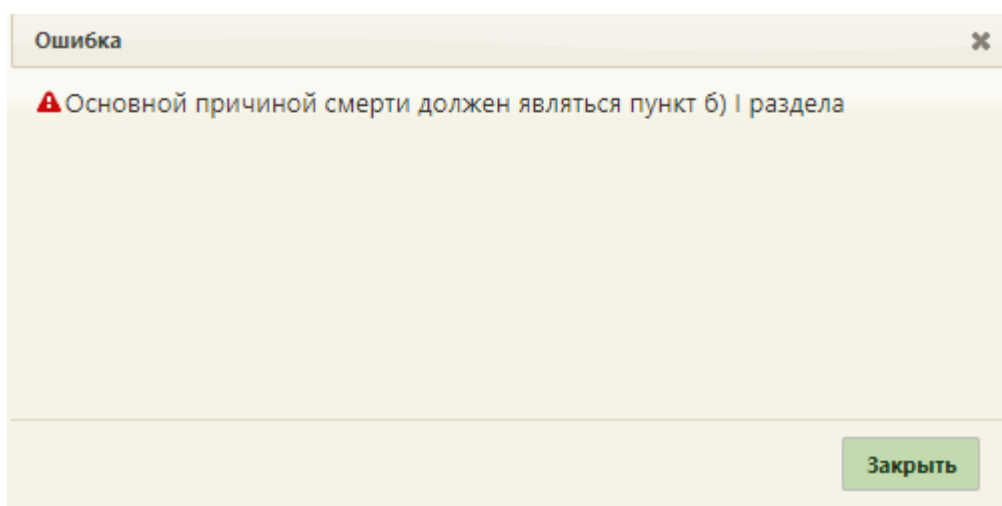 Ошибка
Основной причиной смерти должен являться пункт б) I раздела
Закрыть